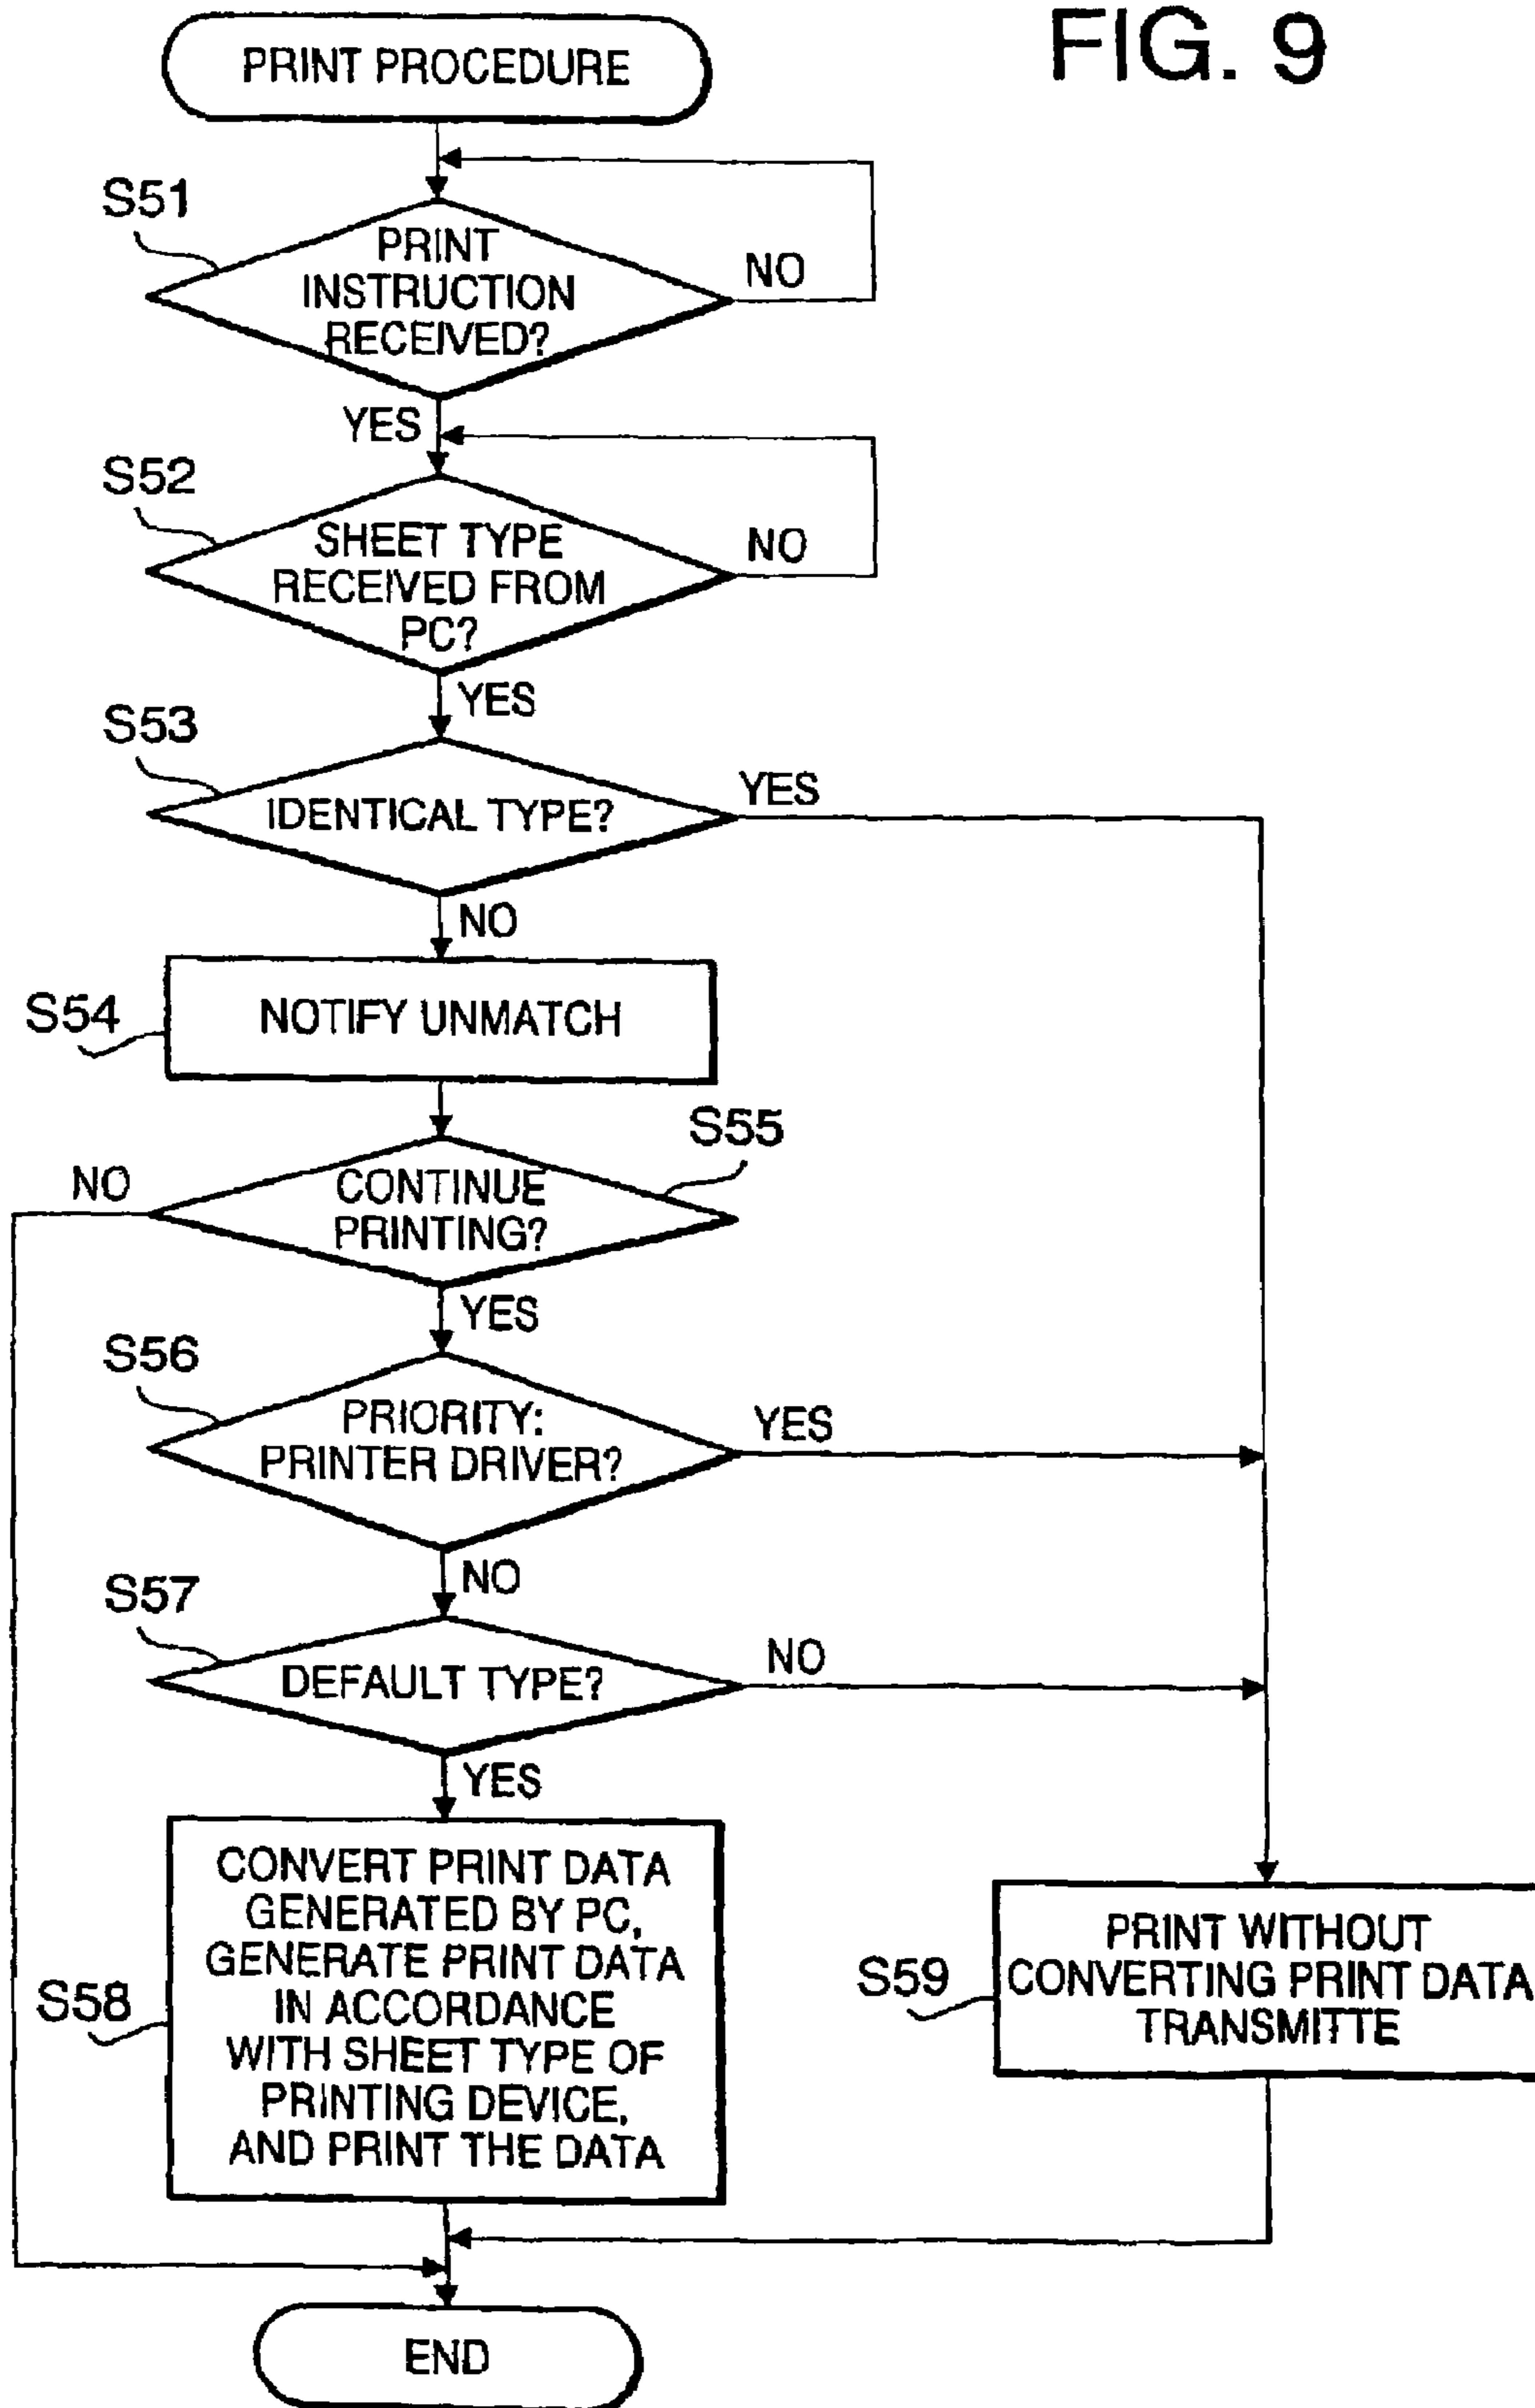 FIG. 9
PRINT PROCEDURE
S51
PRINT
INSTRUCTION
RECEIVED?
NO
YES
S52
SHEET TYPE
RECEIVED FROM
PC?
NO
YES
S53
IDENTICAL TYPE?
YES
NO
S54
NOTIFY UNMATCH
S55
NO
CONTINUE
PRINTING?
YES
S56
PRIORITY:
PRINTER DRIVER?
YES
NO
S57
DEFAULT TYPE?
NO
YES
S58
CONVERT PRINT DATA
GENERATED BY PC,
GENERATE PRINT DATA
IN ACCORDANCE
WITH SHEET TYPE OF
PRINTING DEVICE,
AND PRINT THE DATA
S59
PRINT WITHOUT
CONVERTING PRINT DATA
TRANSMITTE
END